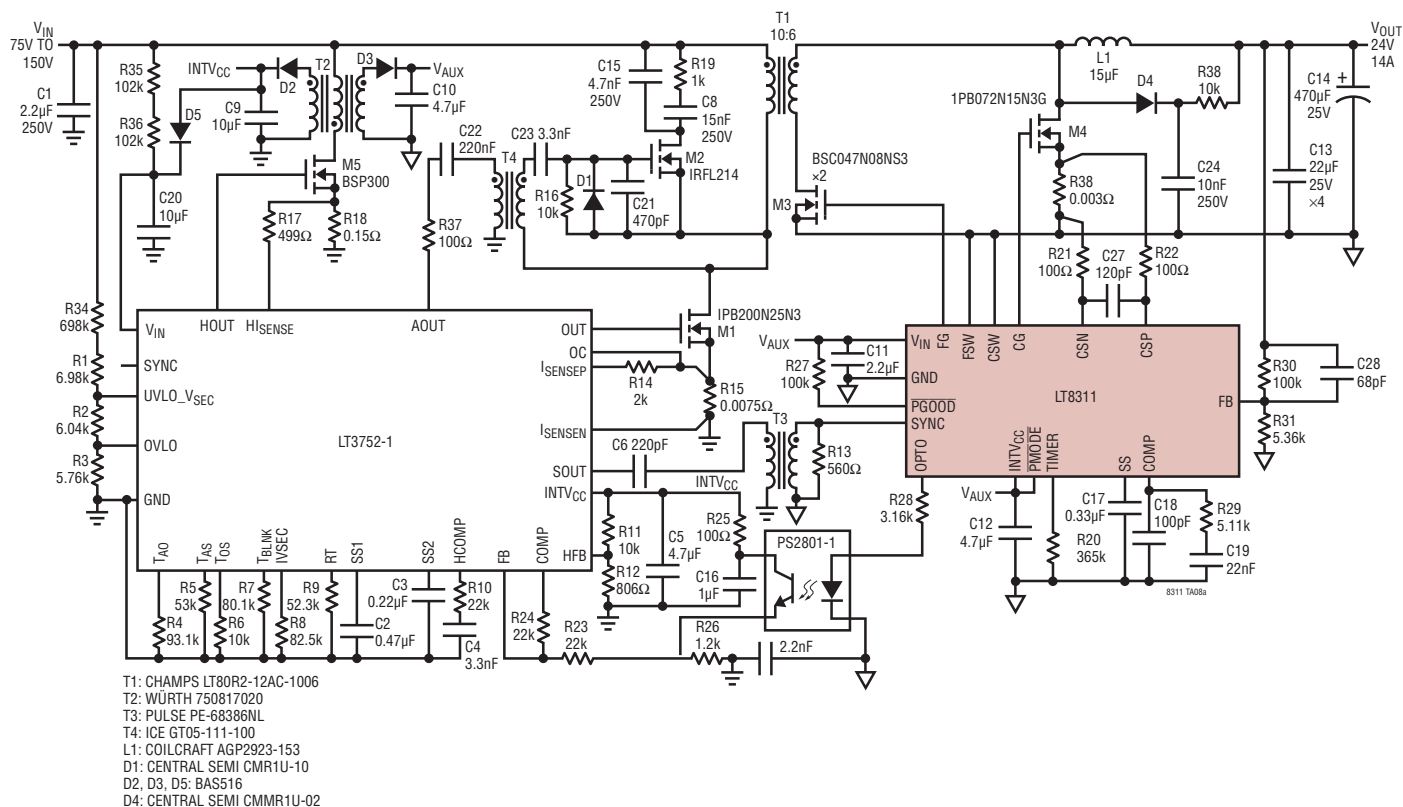 V_IN
75V TO
150V
C1
2.2µF
250V
R35
102k
R36
102k
C20
10µF
INTV_CC
D2
D5
C9
10µF
T2
D3
V_AUX
C10
4.7µF
M5
BSP300
R17
499Ω
R18
0.15Ω
C22
220nF
R37
100Ω
T4
C23 3.3nF
R16
10k
D1
C21
470pF
C15
4.7nF
250V
R19
1k
C8
15nF
250V
M2
IRFL214
T1
10:6
BSC047N08NS3
×2
M3
L1
15µH
1PB072N15N3G
M4
D4
R38
10k
R38
0.003Ω
C24
10nF
250V
C14
470µF
25V
+
C13
22µF
25V
×4
V_OUT
24V
14A
R21
100Ω
C27
120pF
R22
100Ω
R34
698k
R1
6.98k
R2
6.04k
R3
5.76k
V_IN
SYNC
UVLO_V_SEC
OVLO
GND
HOUT
HI_SENSE
AOUT
LT3752-1
OUT
OC
I_SENSEP
I_SENSEN
SOUT
INTV_CC
HFB
T_AO
T_AS
T_OS
T_BLNK
IVSEC
RT
SS1
SS2
HCOMP
FB
COMP
IPB200N25N3
M1
R14
2k
R15
0.0075Ω
C6 220pF
T3
R13
560Ω
INTV_CC
R11
10k
R12
806Ω
C5
4.7µF
R25
100Ω
C16
1µF
PS2801-1
R4
93.1k
R5
53k
R6
10k
R7
80.1k
R8
82.5k
R9
52.3k
C2
0.47µF
C3
0.22µF
R10
22k
C4
3.3nF
R24
22k
R23
22k
R26
1.2k
2.2nF
V_AUX
R27
100k
C11
2.2µF
V_IN
GND
PGOOD
SYNC
FG
FSW
CSW
CG
CSN
CSP
LT8311
FB
OPTO
INTV_CC
PMODE
TIMER
SS
COMP
R30
100k
C28
68pF
R31
5.36k
R28
3.16k
V_AUX
C12
4.7µF
R20
365k
C17
0.33µF
C18
100pF
R29
5.11k
C19
22nF
8311 TA08a
T1: CHAMPS LT80R2-12AC-1006
T2: WÜRTH 750817020
T3: PULSE PE-68386NL
T4: ICE GT05-111-100
L1: COILCRAFT AGP2923-153
D1: CENTRAL SEMI CMR1U-10
D2, D3, D5: BAS516
D4: CENTRAL SEMI CMMR1U-02